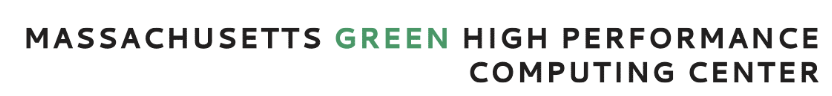 MASSACHUSETTS GREEN HIGH PERFORMANCE
COMPUTING CENTER